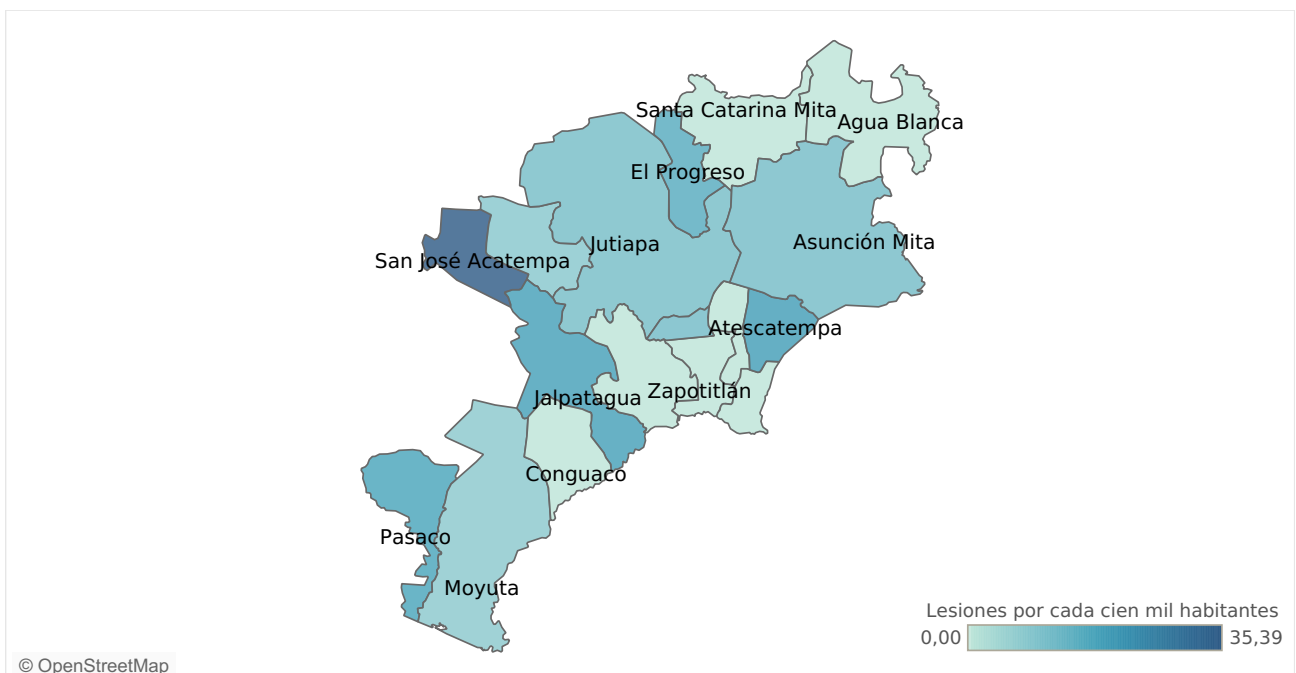 Santa Catarina Mita
Agua Blanca
El Progreso
Jutiapa
Asunción Mita
San José Acatempa
Atescatempa
Jalpatagua
Zapotitlán
Conguaco
Pasaco
Moyuta
Lesiones por cada cien mil habitantes
0,00
35,39
© OpenStreetMap